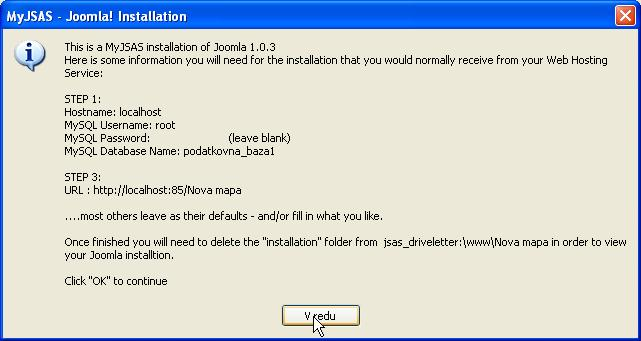 MyJSAS - Joomla! Installation
This is a MyJSAS installation of Joomla 1.0.3
Here is some information you will need for the installation that you would normally receive from your Web Hosting
Service:
STEP 1:
Hostname: localhost
MySQL Username: root
MySQL Password: (leave blank)
MySQL Database Name: podatkovna_baza1
STEP 3:
URL : http://localhost:85/Nova mapa
....most others leave as their defaults - and/or fill in what you like.
Once finished you will need to delete the "installation" folder from jsas_driveletter:\www\Nova mapa in order to view
your Joomla installtion.
Click "OK" to continue
V redu